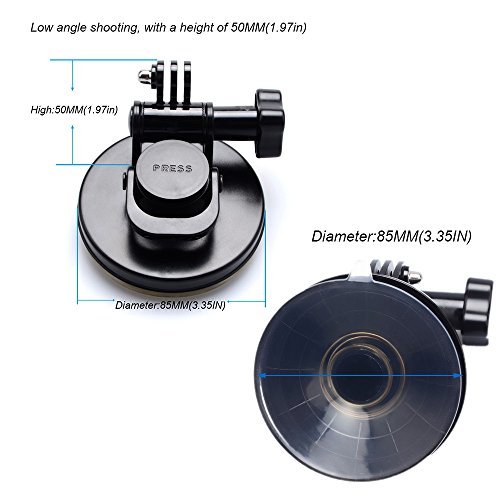 Low angle shooting, with a height of 50MM(1.97in)
High:50MM(1.97in)
PRESS
Diameter:85MM(3.35IN)
Diameter:85MM(3.35IN)